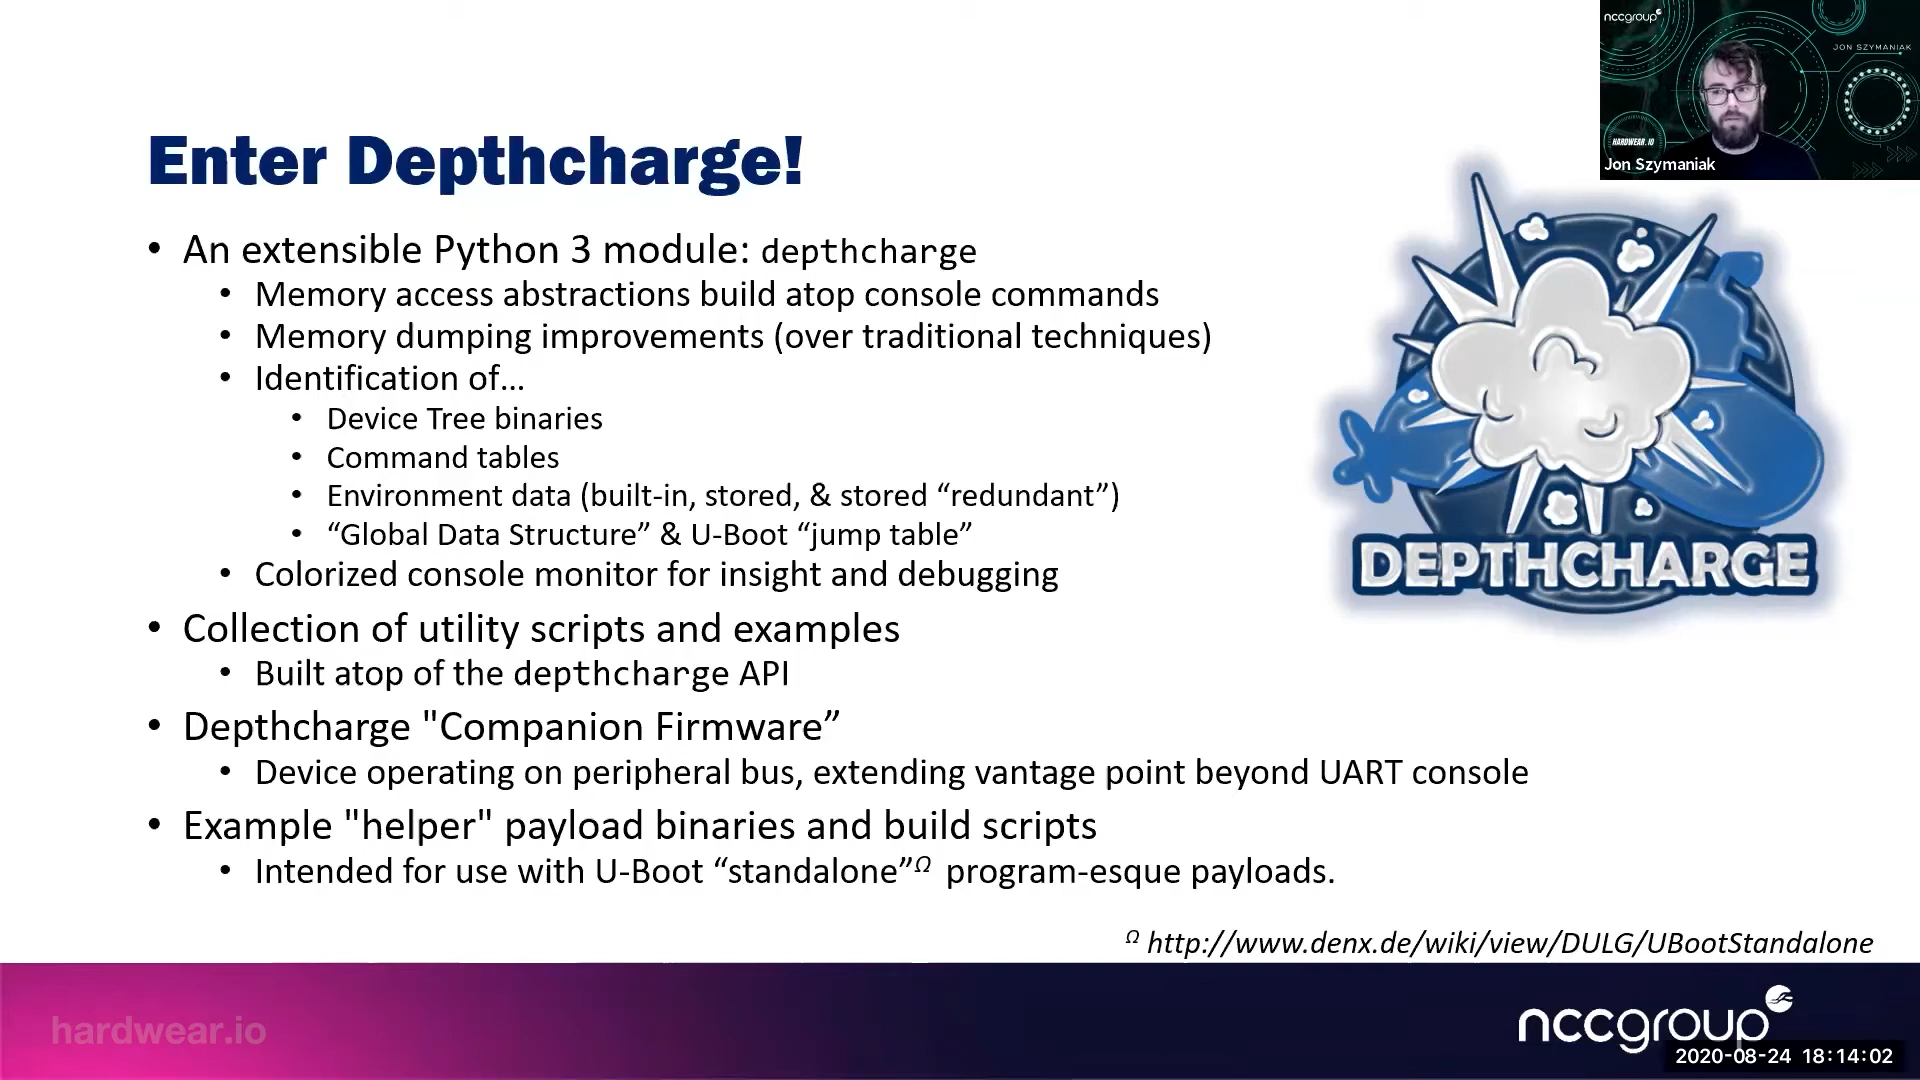 nccgroup
JON SZYMANIAK
HARDWEAR.IO
Jon Szymaniak
Enter Depthcharge!
• An extensible Python 3 module: depthcharge
• Memory access abstractions build atop console commands
• Memory dumping improvements (over traditional techniques)
• Identification of…
• Device Tree binaries
• Command tables
• Environment data (built-in, stored, & stored “redundant”)
• “Global Data Structure” & U-Boot “jump table”
• Colorized console monitor for insight and debugging
• Collection of utility scripts and examples
• Built atop of the depthcharge API
• Depthcharge "Companion Firmware”
• Device operating on peripheral bus, extending vantage point beyond UART console
• Example "helper" payload binaries and build scripts
• Intended for use with U-Boot “standalone”Ω program-esque payloads.
DEPTHCHARGE
Ω http://www.denx.de/wiki/view/DULG/UBootStandalone
hardwear.io
nccgroup
2020-08-24 18:14:02